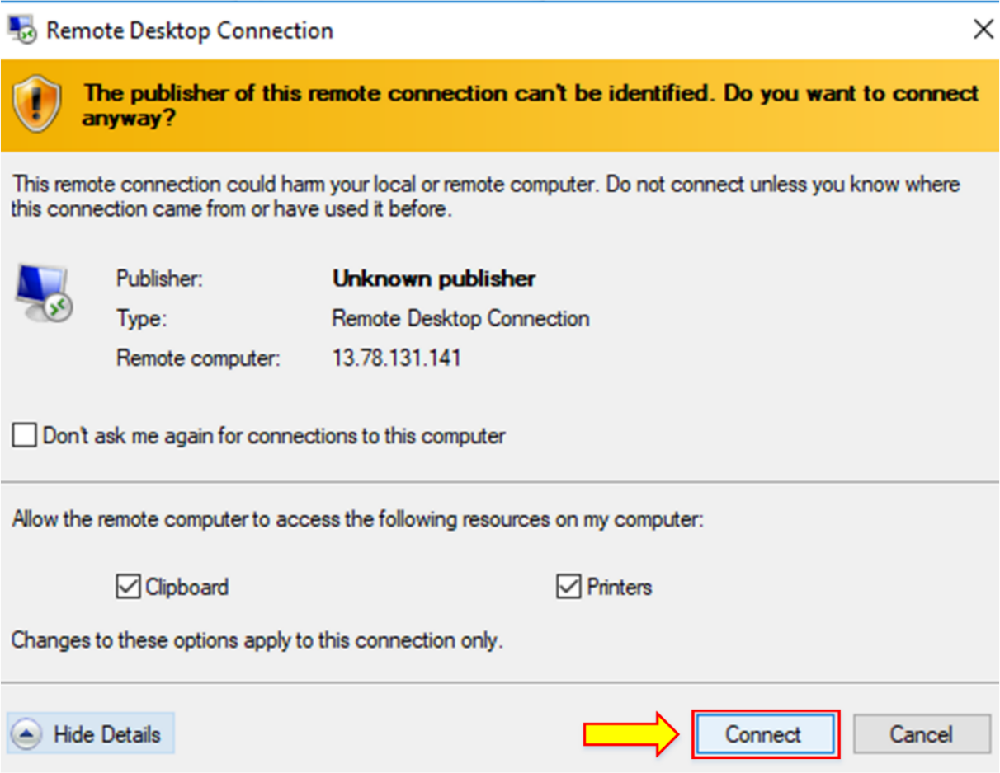 Remote Desktop Connection
The publisher of this remote connection can't be identified. Do you want to connect
anyway?
This remote connection could harm your local or remote computer. Do not connect unless you know where
this connection came from or have used it before.
Publisher: Unknown publisher
Type: Remote Desktop Connection
Remote computer: 13.78.131.141
Don't ask me again for connections to this computer
Allow the remote computer to access the following resources on my computer:
Clipboard Printers
Changes to these options apply to this connection only.
Hide Details Connect Cancel